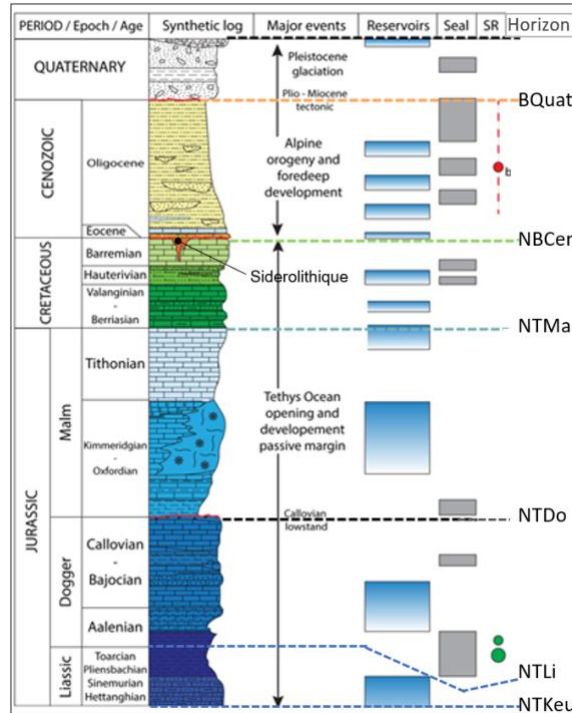 PERIOD / Epoch / Age
Synthetic log
Major events
Reservoirs
Seal
SR
Horizon
QUATERNARY
Pleistocene
glaciation
Plio - Miocene
tectonic
BQuat
CENOZOIC
Oligocene
Alpine
orogeny and
foredeep
development
b
Eocene
NBCen
CRETACEOUS
Barremian
Siderolithique
Hauterivian
Valanginian
-
Berriasian
NTMa
JURASSIC
Malm
Tithonian
Tethys Ocean
opening and
developement
passive margin
Kimmeridgian
-
Oxfordian
Callovian
lowstand
NTDo
Dogger
Callovian
-
Bajocian
Aalenian
Liassic
Toarcian
Pliensbachian
NTLi
Sinemurian
Hettanghian
NTKeu